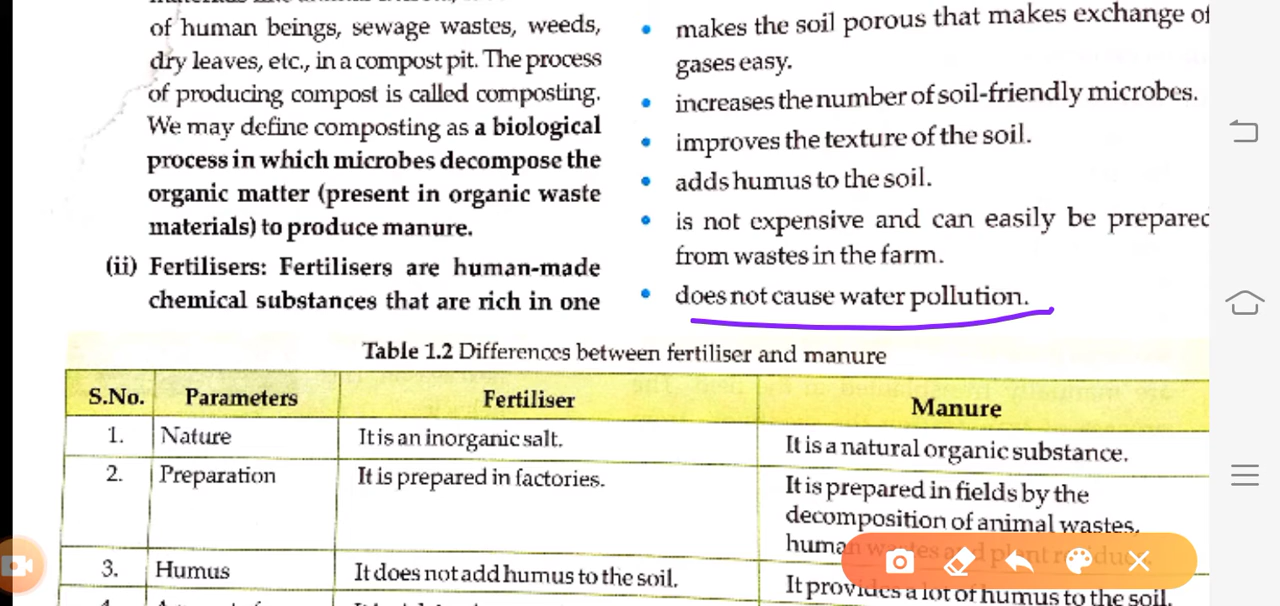 of human beings, sewage wastes, weeds,
dry leaves, etc., in a compost pit. The process
of producing compost is called composting.
We may define composting as a biological
process in which microbes decompose the
organic matter (present in organic waste
materials) to produce manure.
(ii) Fertilisers: Fertilisers are human-made
chemical substances that are rich in one
• makes the soil porous that makes exchange of
gases easy.
• increases the number of soil-friendly microbes.
• improves the texture of the soil.
• adds humus to the soil.
• is not expensive and can easily be prepared
from wastes in the farm.
• does not cause water pollution.
Table 1.2 Differences between fertiliser and manure
S.No. Parameters Fertiliser Manure
1. Nature It is an inorganic salt. It is a natural organic substance.
2. Preparation It is prepared in factories. It is prepared in fields by the
decomposition of animal wastes,
human wastes and plant
3. Humus It does not add humus to the soil. It provides a lot of humus to the soil.